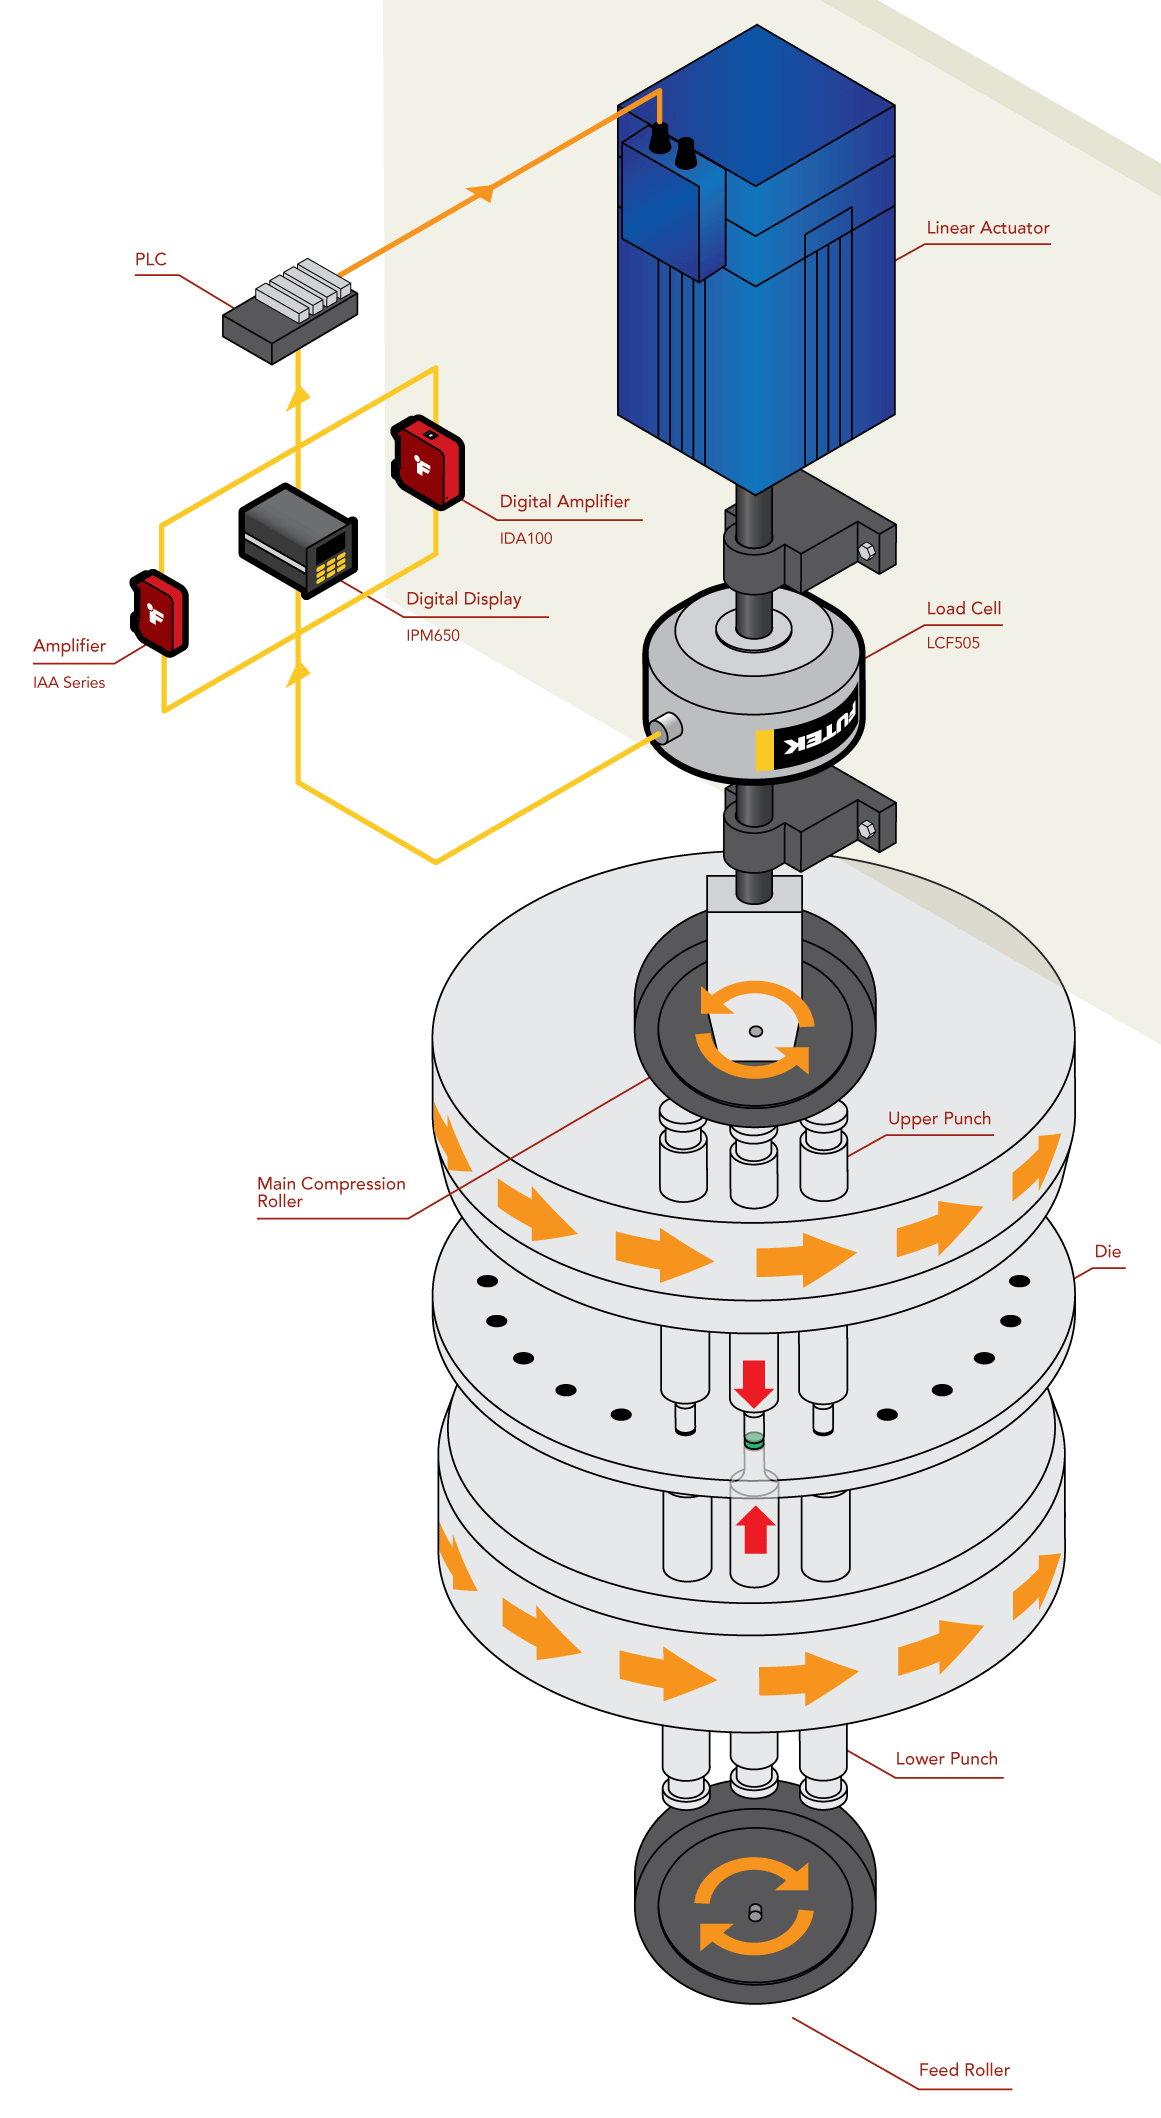 Linear Actuator
PLC
Digital Amplifier
IDA100
Digital Display
IPM650
Load Cell
LCF505
Amplifier
IAA Series
FUTEK
Upper Punch
Main Compression
Roller
Die
Lower Punch
Feed Roller